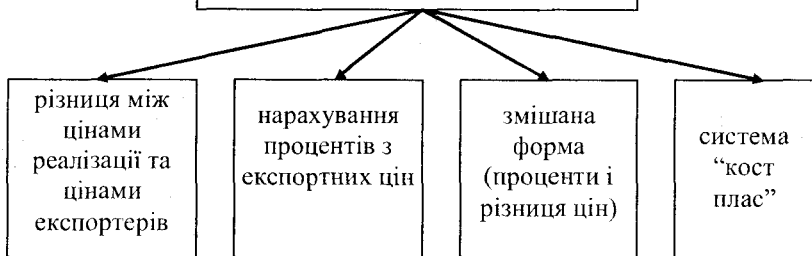 різниця між
цінами
реалізації та
цінами
експортерів
нарахування
процентів з
експортних цін
змішана
форма
(проценти і
різниця цін)
система
“кост
плас”